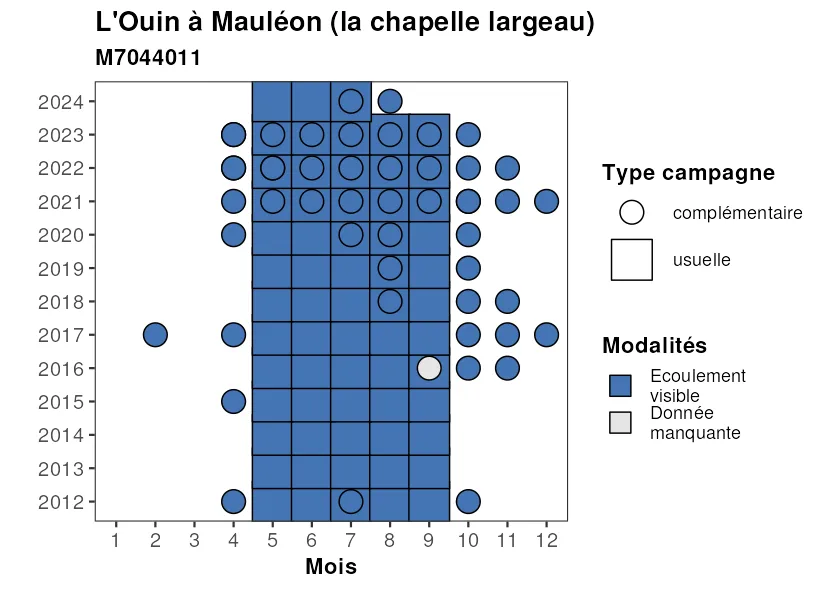 L'Ouin à Mauléon (la chapelle largeau)
M7044011
2024
2023
2022
2021
2020
2019
2018
2017
2016
2015
2014
2013
2012
1 2 3 4 5 6 7 8 9 10 11 12
Mois
Type campagne
complémentaire
usuelle
Modalités
Ecoulement
visible
Donnée
manquante